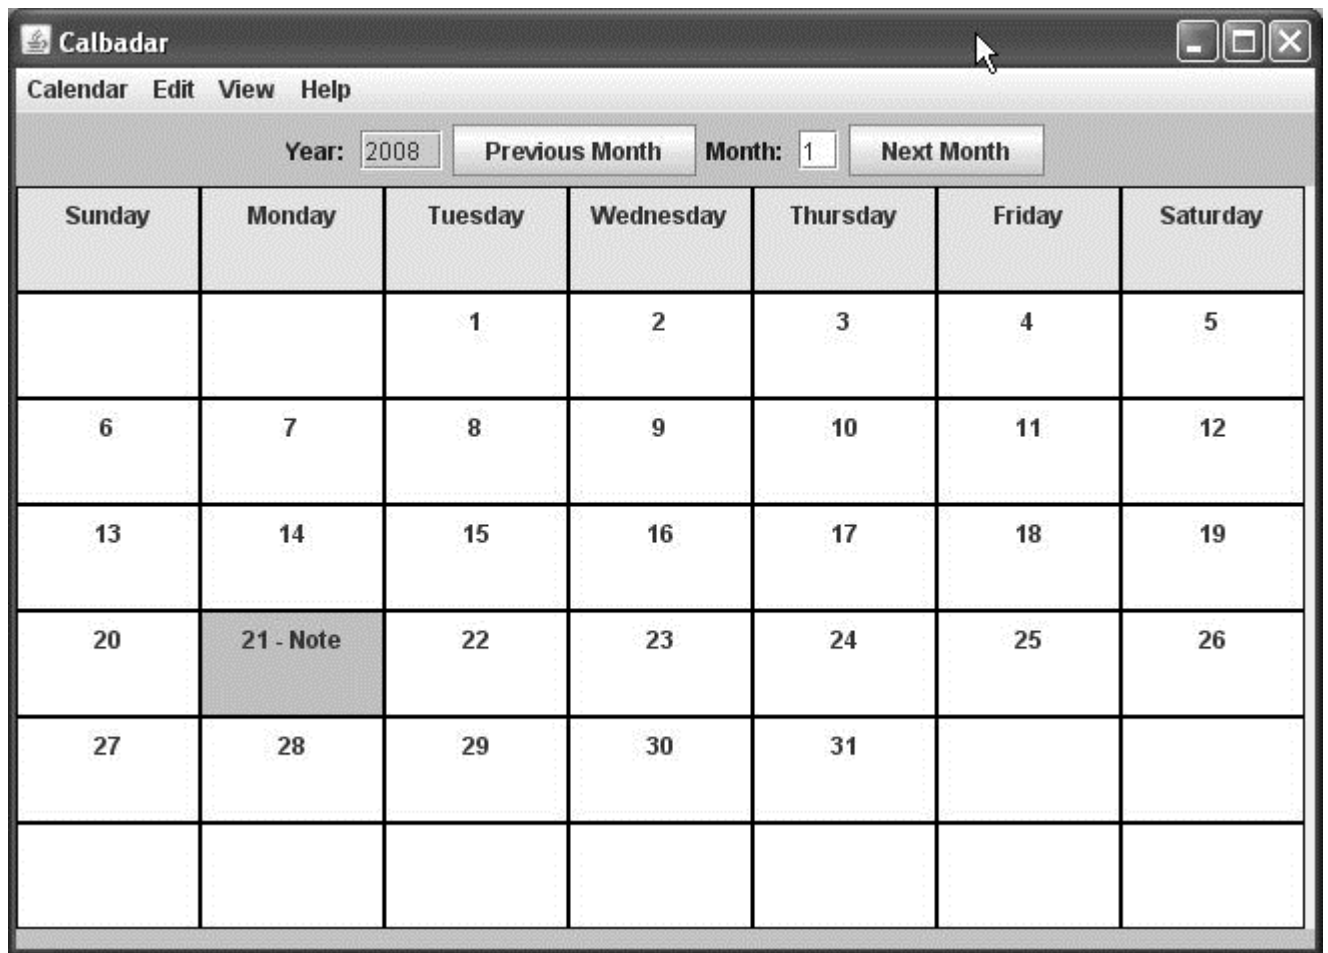 Calbadar
Calendar Edit View Help
Year: 2008 Previous Month Month: 1 Next Month
Sunday Monday Tuesday Wednesday Thursday Friday Saturday
1 2 3 4 5
6 7 8 9 10 11 12
13 14 15 16 17 18 19
20 21 - Note 22 23 24 25 26
27 28 29 30 31